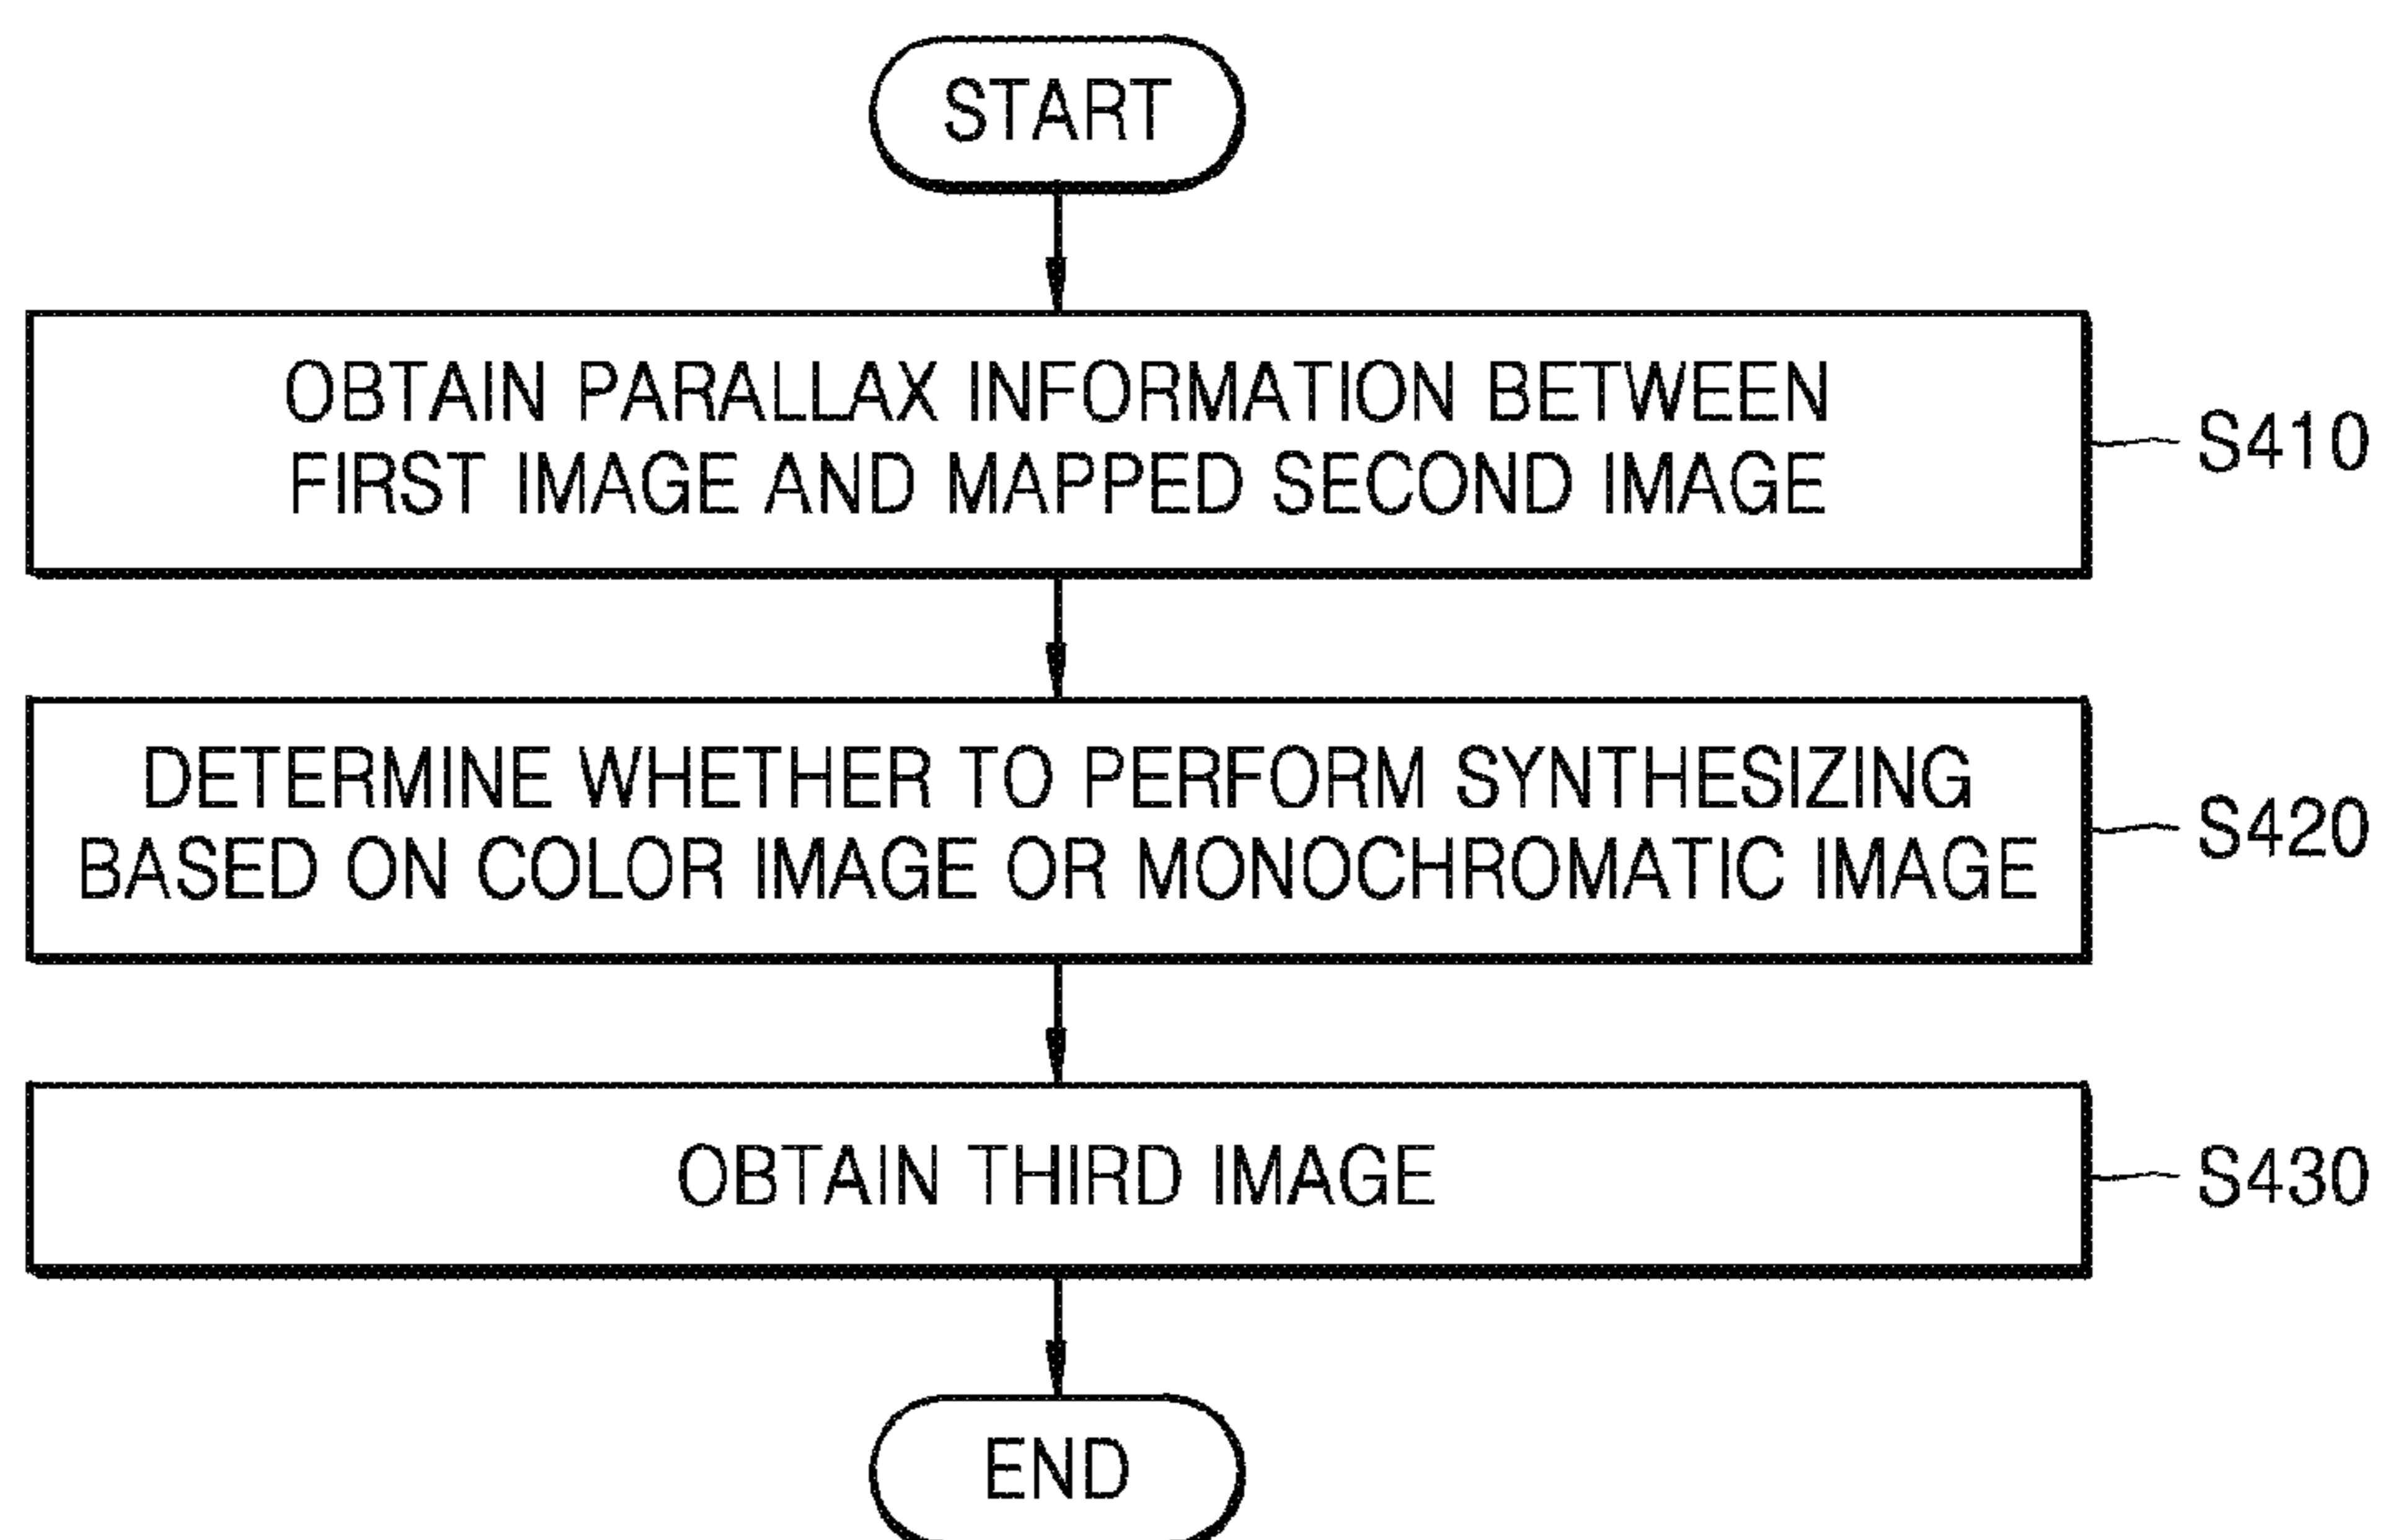 START
OBTAIN PARALLAX INFORMATION BETWEEN
FIRST IMAGE AND MAPPED SECOND IMAGE
S410
DETERMINE WHETHER TO PERFORM SYNTHESIZING
BASED ON COLOR IMAGE OR MONOCHROMATIC IMAGE
S420
OBTAIN THIRD IMAGE
S430
END